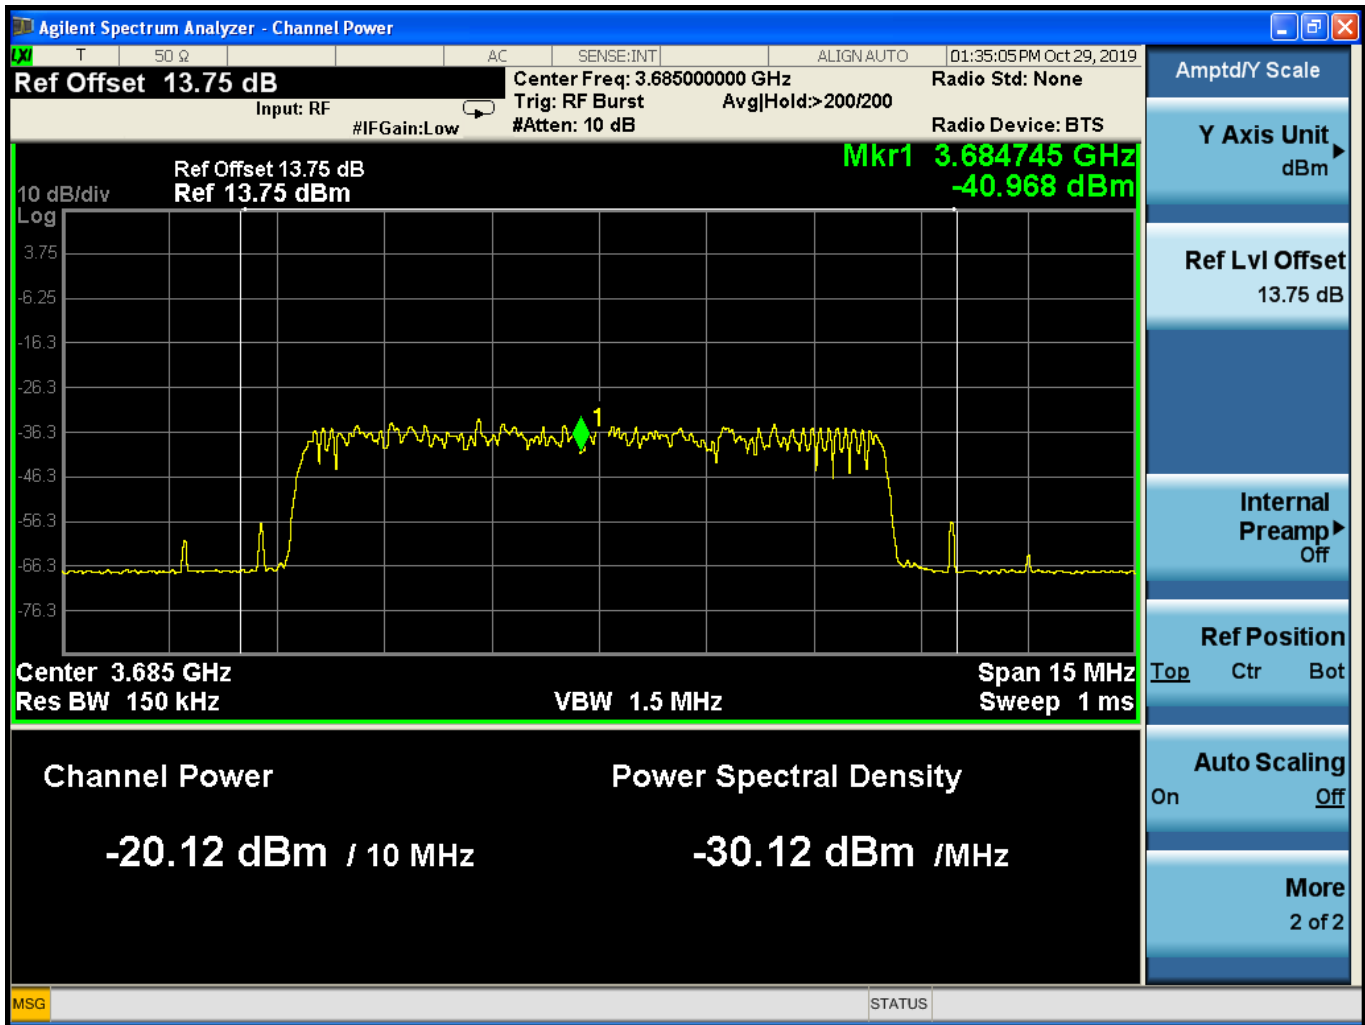 Agilent Spectrum Analyzer - Channel Power
LXI T 50 Ω AC SENSE:INT ALIGN AUTO 01:35:05 PM Oct 29, 2019
Ref Offset 13.75 dB
Center Freq: 3.685000000 GHz
Radio Std: None
Input: RF
Trig: RF Burst
Avg|Hold:>200/200
#IFGain:Low
#Atten: 10 dB
Radio Device: BTS
Mkr1 3.684745 GHz
-40.968 dBm
Ref Offset 13.75 dB
10 dB/div
Ref 13.75 dBm
Log
3.75
-6.25
-16.3
-26.3
-36.3
-46.3
-56.3
-66.3
-76.3
1
Center 3.685 GHz
Span 15 MHz
Res BW 150 kHz
VBW 1.5 MHz
Sweep 1 ms
Channel Power
Power Spectral Density
-20.12 dBm / 10 MHz
-30.12 dBm /MHz
Amptd/Y Scale
Y Axis Unit
dBm
Ref Lvl Offset
13.75 dB
Internal
Preamp
Off
Ref Position
Top Ctr Bot
Auto Scaling
On Off
More
2 of 2
MSG
STATUS